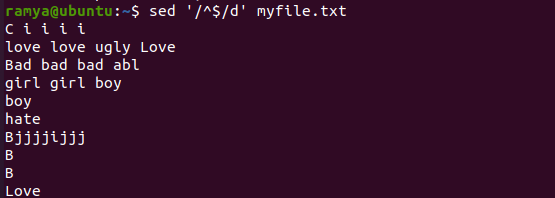 ramya@ubuntu:~$ sed '/^$/d' myfile.txt
C i i i i
love love ugly Love
Bad bad bad abl
girl girl boy
boy
hate
Bjjjjijjj
B
B
Love